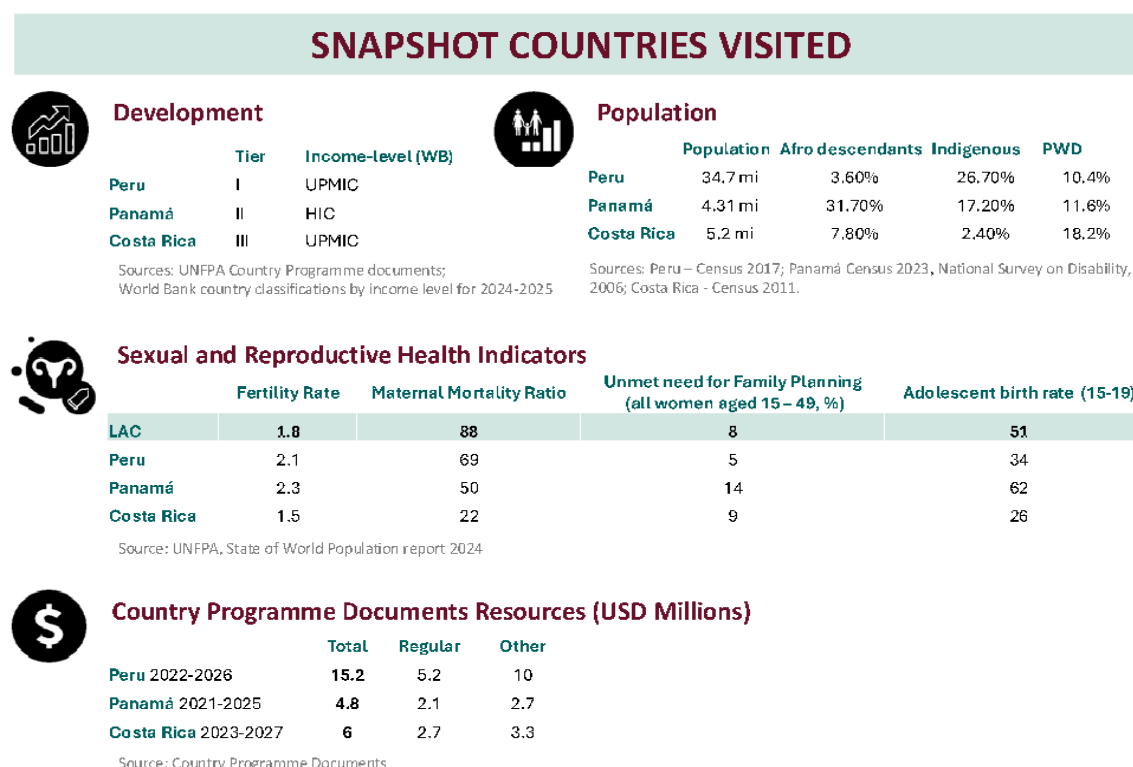 SNAPSHOT COUNTRIES VISITED
Development
Tier Income-level (WB)
Peru I UPMIC
Panamá II HIC
Costa Rica III UPMIC
Sources: UNFPA Country Programme documents;
World Bank country classifications by income level for 2024-2025
Population
Population Afro descendants Indigenous PWD
Peru 34.7 mi 3.60% 26.70% 10.4%
Panamá 4.31 mi 31.70% 17.20% 11.6%
Costa Rica 5.2 mi 7.80% 2.40% 18.2%
Sources: Peru – Census 2017; Panamá Census 2023, National Survey on Disability,
2006; Costa Rica - Census 2011.
Sexual and Reproductive Health Indicators
Fertility Rate Maternal Mortality Ratio Unmet need for Family Planning
(all women aged 15 – 49, %) Adolescent birth rate (15-19)
LAC 1.8 88 8 51
Peru 2.1 69 5 34
Panamá 2.3 50 14 62
Costa Rica 1.5 22 9 26
Source: UNFPA, State of World Population report 2024
Country Programme Documents Resources (USD Millions)
Total Regular Other
Peru 2022-2026 15.2 5.2 10
Panamá 2021-2025 4.8 2.1 2.7
Costa Rica 2023-2027 6 2.7 3.3
Source: Country Programme Documents